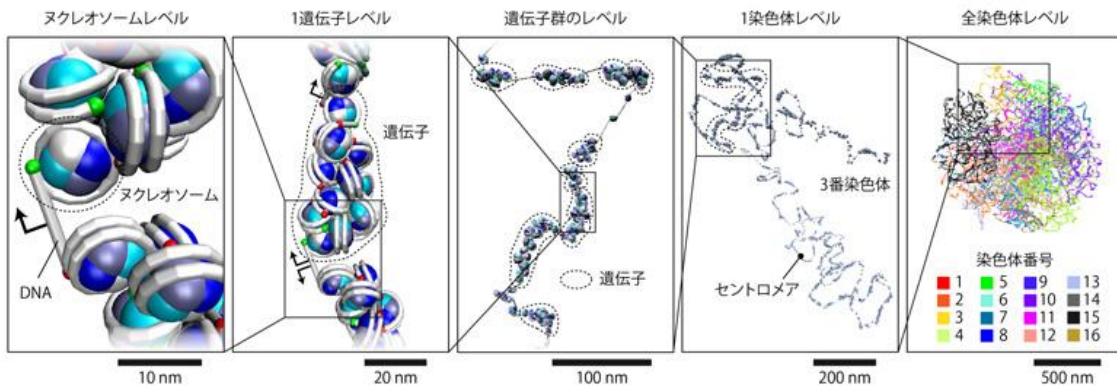 ヌクレオソームレベル
1遺伝子レベル
遺伝子群のレベル
1染色体レベル
全染色体レベル
ヌクレオソーム
DNA
遺伝子
遺伝子
3番染色体
セントロメア
染色体番号
1 5 9 13
2 6 10 14
3 7 11 15
4 8 12 16
10 nm
20 nm
100 nm
200 nm
500 nm